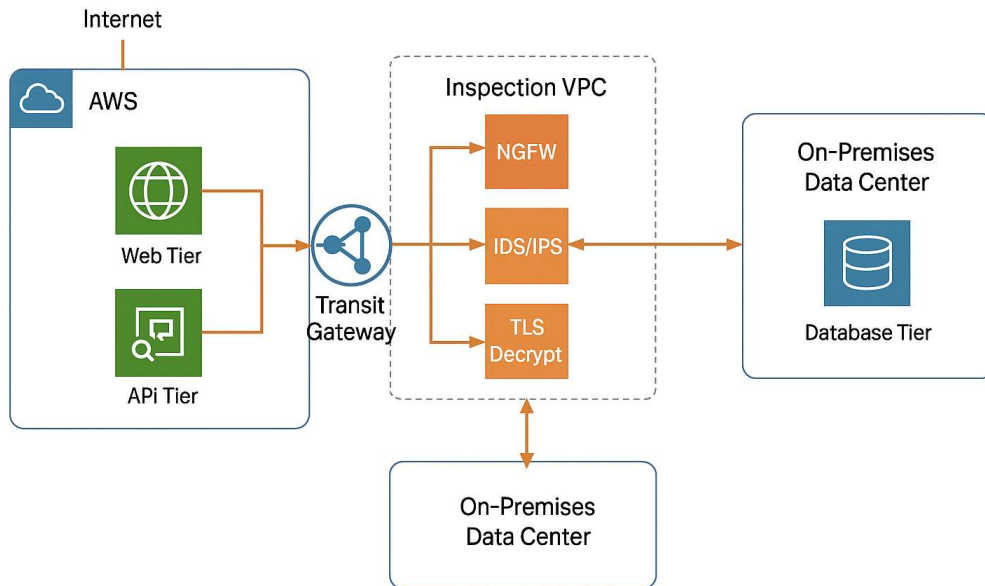 Internet
AWS
Web Tier
APi Tier
Transit
Gateway
Inspection VPC
NGFW
IDS/IPS
TLS
Decrypt
On-Premises
Data Center
Database Tier
On-Premises
Data Center